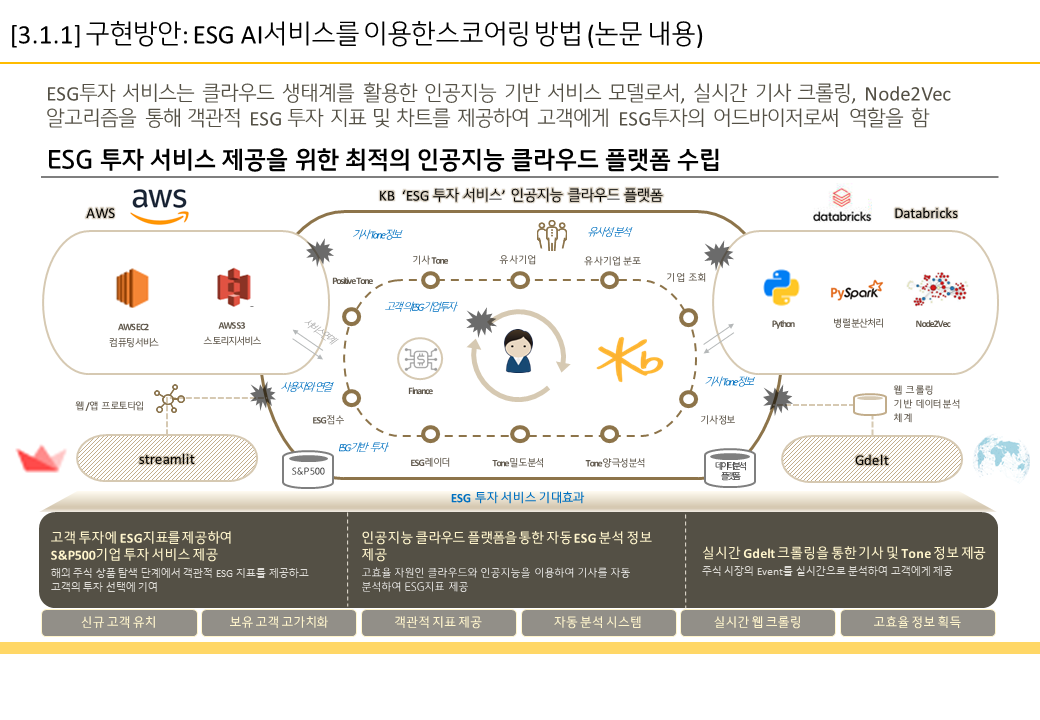 [3.1.1] 구현방안: ESG AI서비스를 이용한스코어링 방법 (논문 내용)
ESG투자 서비스는 클라우드 생태계를 활용한 인공지능 기반 서비스 모델로서, 실시간 기사 크롤링, Node2Vec
알고리즘을 통해 객관적 ESG 투자 지표 및 차트를 제공하여 고객에게 ESG투자의 어드바이저로써 역할을 함
ESG 투자 서비스 제공을 위한 최적의 인공지능 클라우드 플랫폼 수립
AWS
aws
KB ‘ESG 투자 서비스’ 인공지능 클라우드 플랫폼
databricks
Databricks
기사Tone정보
유사성 분석
기사 Tone
유사기업
유사기업 분포
기업 조회
Positive Tone
고객의ESG기업투자
AWS EC2
컴퓨팅서비스
AWS S3
스토리지서비스
서비스연계
Finance
Kb
Python
PySpark
병렬분산처리
Node2Vec
사용자와 연결
기사Tone정보
웹/앱 프로토타입
ESG점수
기사정보
웹 크롤링
기반 데이터분석
체계
ESG기반 투자
streamlit
S&P500
ESG레이더
Tone밀도분석
Tone양극성분석
데이터분석
플랫폼
Gdelt
ESG 투자 서비스 기대효과
고객 투자에 ESG지표를 제공하여
S&P500기업 투자 서비스 제공
해외 주식 상품 탐색 단계에서 객관적 ESG 지표를 제공하고
고객의 투자 선택에 기여
인공지능 클라우드 플랫폼을 통한 자동 ESG 분석 정보
제공
고효율 자원인 클라우드와 인공지능을 이용하여 기사를 자동
분석하여 ESG지표 제공
실시간 Gdelt 크롤링을 통한 기사 및 Tone 정보 제공
주식 시장의 Event를 실시간으로 분석하여 고객에게 제공
신규 고객 유치
보유 고객 고가치화
객관적 지표 제공
자동 분석 시스템
실시간 웹 크롤링
고효율 정보 획득